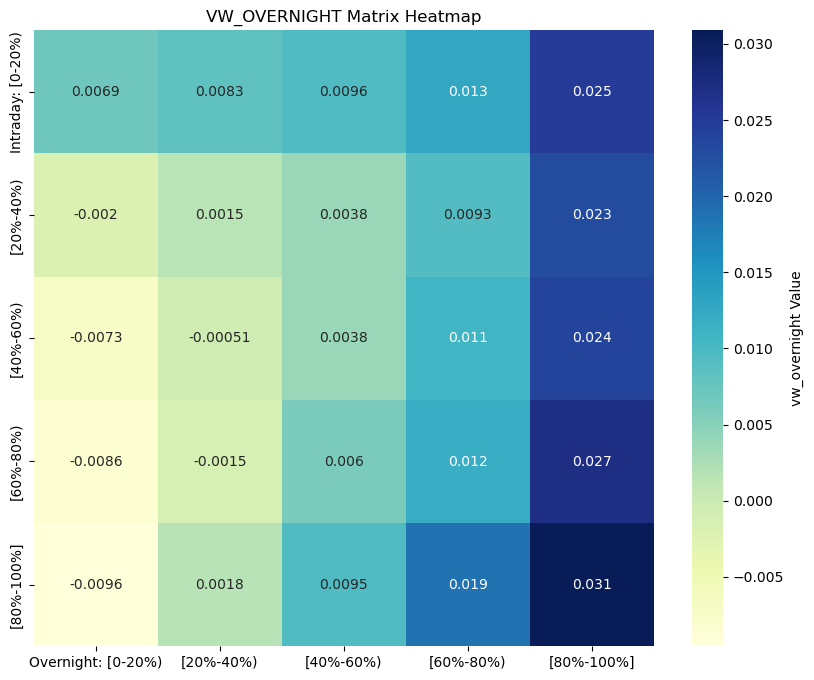 VW_OVERNIGHT Matrix Heatmap
Intraday: [0-20%)
0.0069 0.0083 0.0096 0.013 0.025
[20%-40%)
-0.002 0.0015 0.0038 0.0093 0.023
[40%-60%)
-0.0073 -0.00051 0.0038 0.011 0.024
[60%-80%)
-0.0086 -0.0015 0.006 0.012 0.027
[80%-100%]
-0.0096 0.0018 0.0095 0.019 0.031
Overnight: [0-20%) [20%-40%) [40%-60%) [60%-80%) [80%-100%]
0.030
0.025
0.020
0.015
0.010
0.005
0.000
−0.005
vw_overnight Value